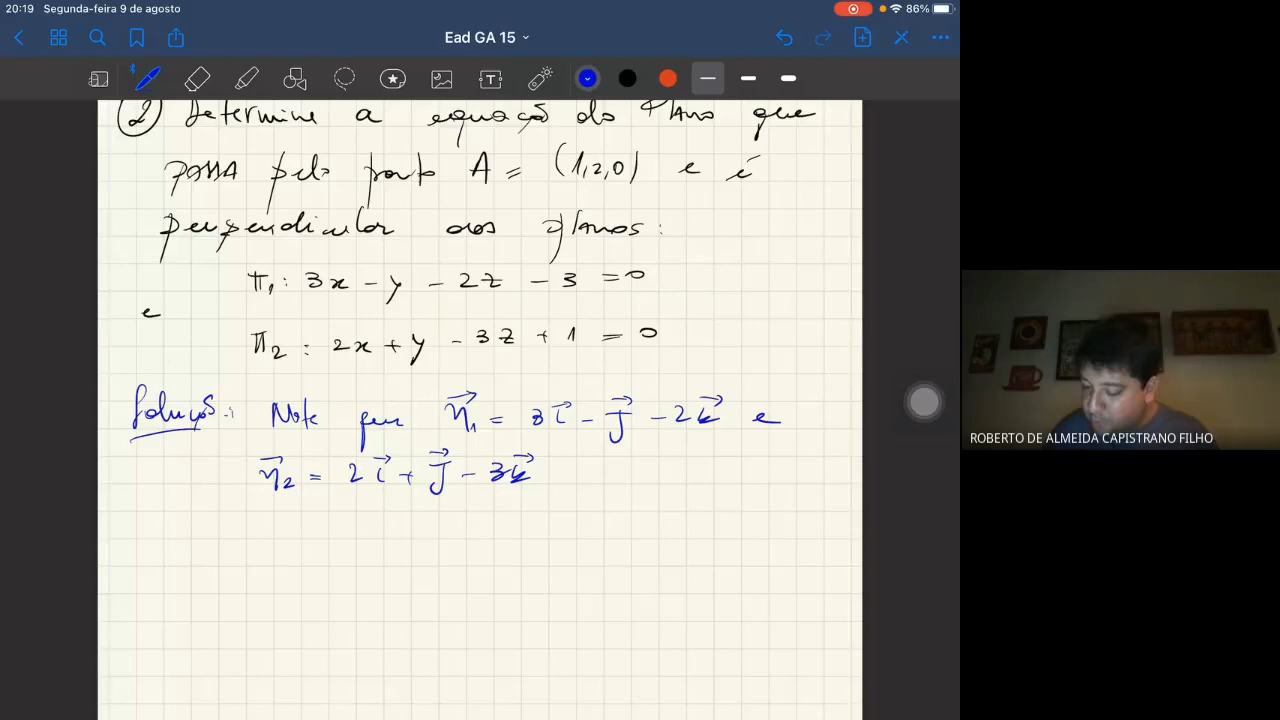 20:19 Segunda-feira 9 de agosto
86%
Ead GA 15
T
② Determine a equação do Plano que
passa pelo ponto A = (1,2,0) e é
perpendicular aos planos:
π₁: 3x - y - 2z - 3 = 0
e
π₂: 2x + y - 3z + 1 = 0
Solução: Note que η⃗₁ = 3i⃗ - J⃗ - 2k⃗ e
η⃗₂ = 2i⃗ + J⃗ - 3k⃗
ROBERTO DE ALMEIDA CAPISTRANO FILHO